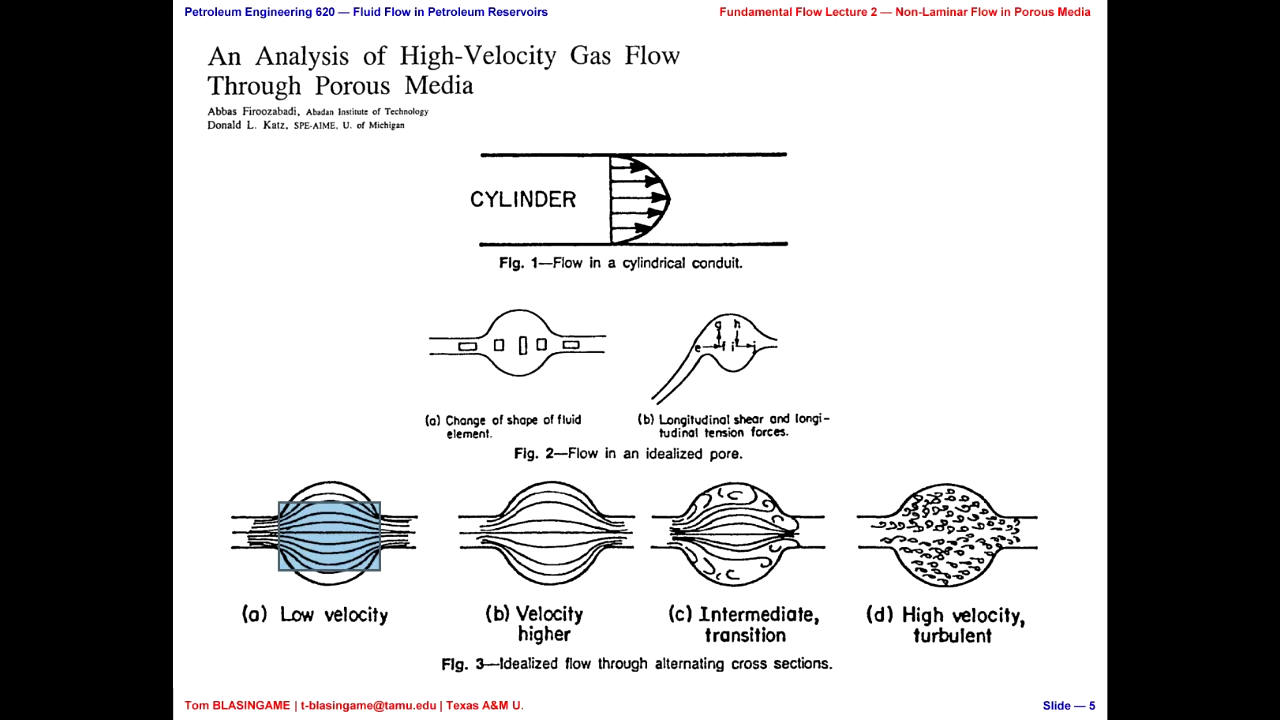 Petroleum Engineering 620 — Fluid Flow in Petroleum Reservoirs
Fundamental Flow Lecture 2 — Non-Laminar Flow in Porous Media
An Analysis of High-Velocity Gas Flow
Through Porous Media
Abbas Firoozabadi, Abadan Institute of Technology
Donald L. Katz, SPE-AIME, U. of Michigan
CYLINDER
Fig. 1—Flow in a cylindrical conduit.
g h
e f i j
(a) Change of shape of fluid
element.
(b) Longitudinal shear and longi-
tudinal tension forces.
Fig. 2—Flow in an idealized pore.
(a) Low velocity
(b) Velocity
higher
(c) Intermediate,
transition
(d) High velocity,
turbulent
Fig. 3—Idealized flow through alternating cross sections.
Tom BLASINGAME | t-blasingame@tamu.edu | Texas A&M U.
Slide — 5